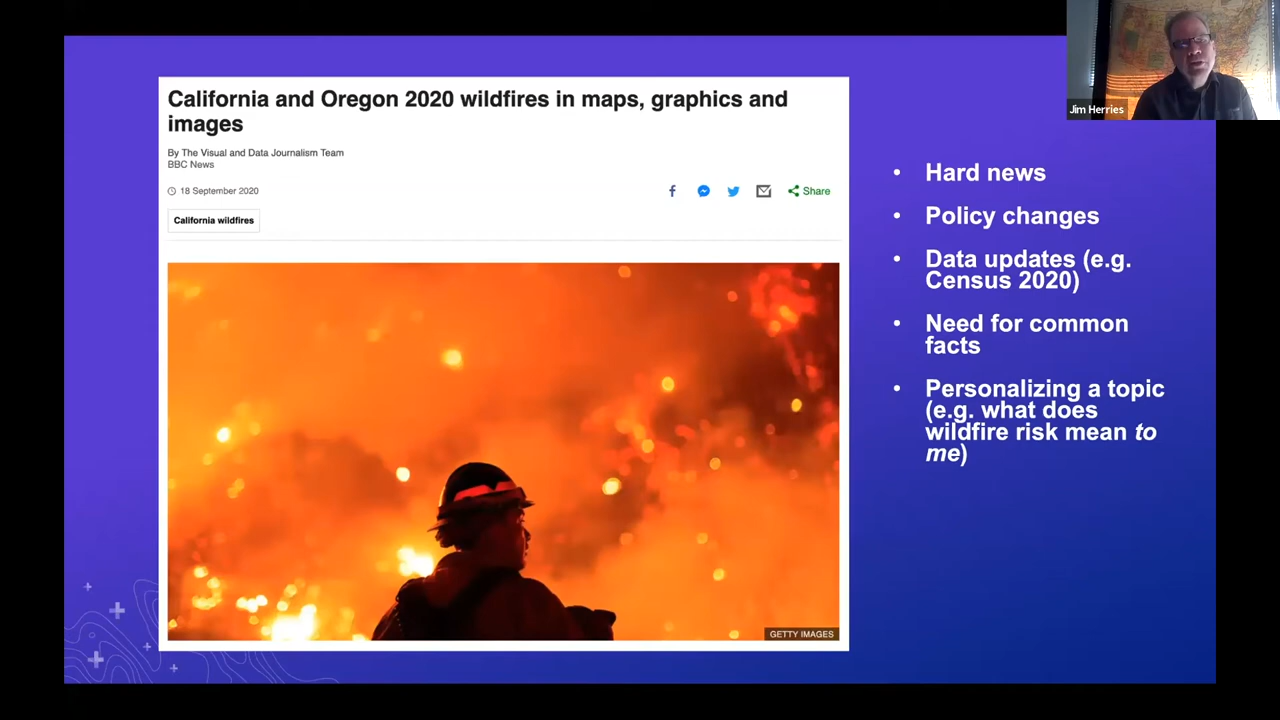 California and Oregon 2020 wildfires in maps, graphics and
images
By The Visual and Data Journalism Team
BBC News
18 September 2020
Share
California wildfires
GETTY IMAGES
Jim Herries
• Hard news
• Policy changes
• Data updates (e.g.
Census 2020)
• Need for common
facts
• Personalizing a topic
(e.g. what does
wildfire risk mean to
me)